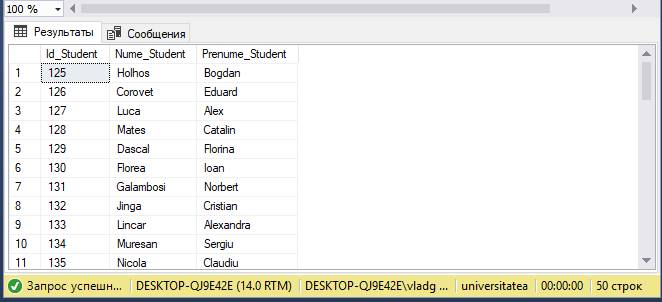 100 %
Результаты Сообщения
Id_Student Nume_Student Prenume_Student
1 125 Holhos Bogdan
2 126 Corovet Eduard
3 127 Luca Alex
4 128 Mates Catalin
5 129 Dascal Florina
6 130 Florea Ioan
7 131 Galambosi Norbert
8 132 Jinga Cristian
9 133 Lincar Alexandra
10 134 Muresan Sergiu
11 135 Nicola Claudiu
Запрос успешн... DESKTOP-QJ9E42E (14.0 RTM) DESKTOP-QJ9E42E\vladg ... universitatea 00:00:00 50 строк